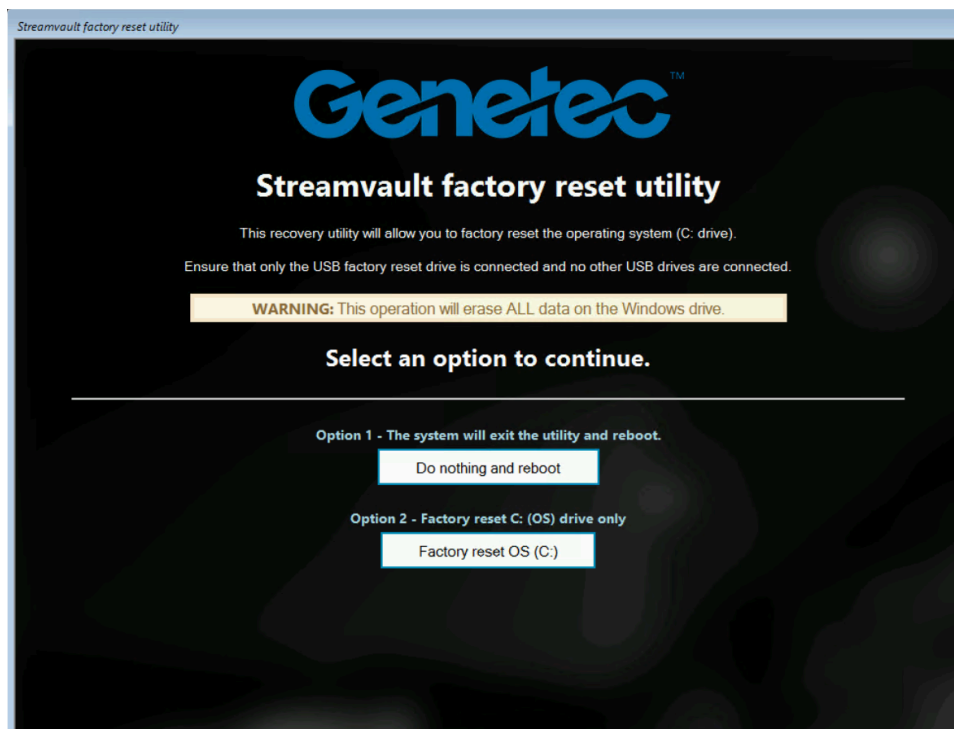 Streamvault factory reset utility
Genetec™
Streamvault factory reset utility
This recovery utility will allow you to factory reset the operating system (C: drive).
Ensure that only the USB factory reset drive is connected and no other USB drives are connected.
WARNING: This operation will erase ALL data on the Windows drive.
Select an option to continue.
Option 1 - The system will exit the utility and reboot.
Do nothing and reboot
Option 2 - Factory reset C: (OS) drive only
Factory reset OS (C:)